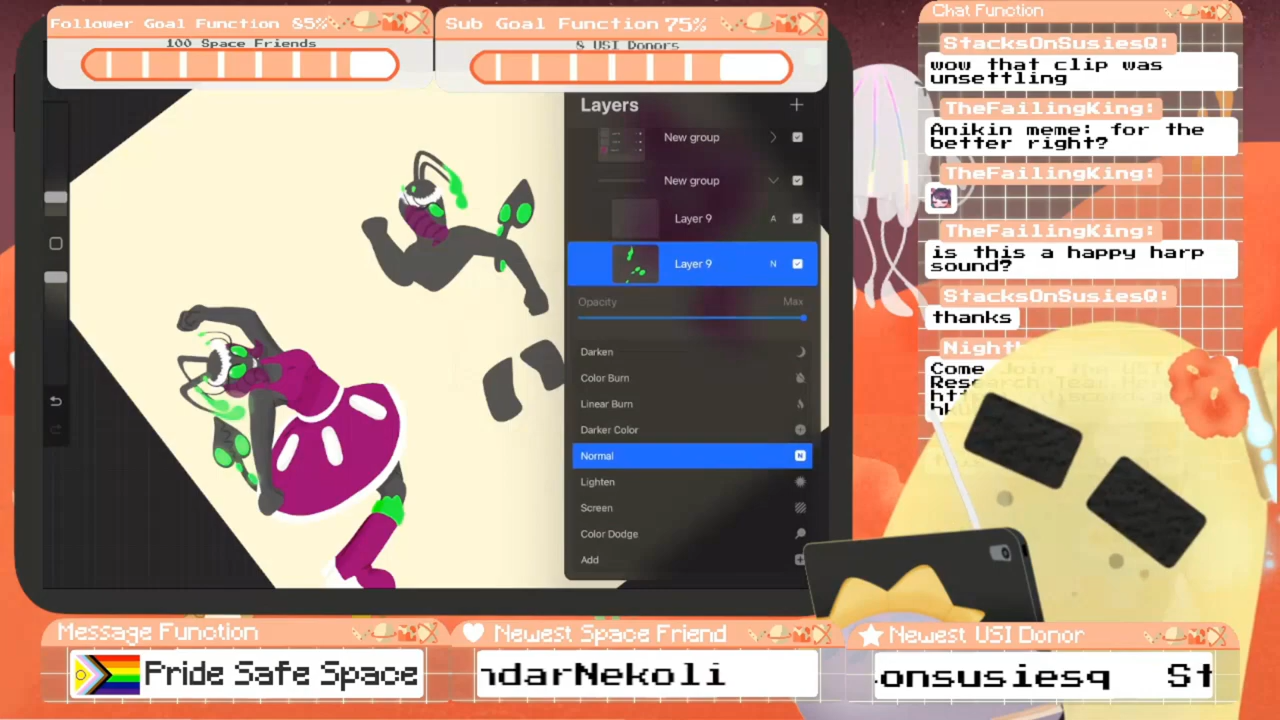 Follower Goal Function 85%
100 Space Friends
Sub Goal Function 75%
8 USI Donors
Chat Function
StacksOnSusiesQ:
wow that clip was
unsettling
TheFailingKing:
Anikin meme: for the
better right?
TheFailingKing:
TheFailingKing:
is this a happy harp
sound?
StacksOnSusiesQ:
thanks
Come
Layers
New group
New group
Layer 9
A
Layer 9
N
Opacity
Max
Darken
Color Burn
Linear Burn
Darker Color
Normal
N
Lighten
Screen
Color Dodge
Add
Message Function
Pride Safe Space
Newest Space Friend
ndarNekoli
Newest USI Donor
onsusiesq St